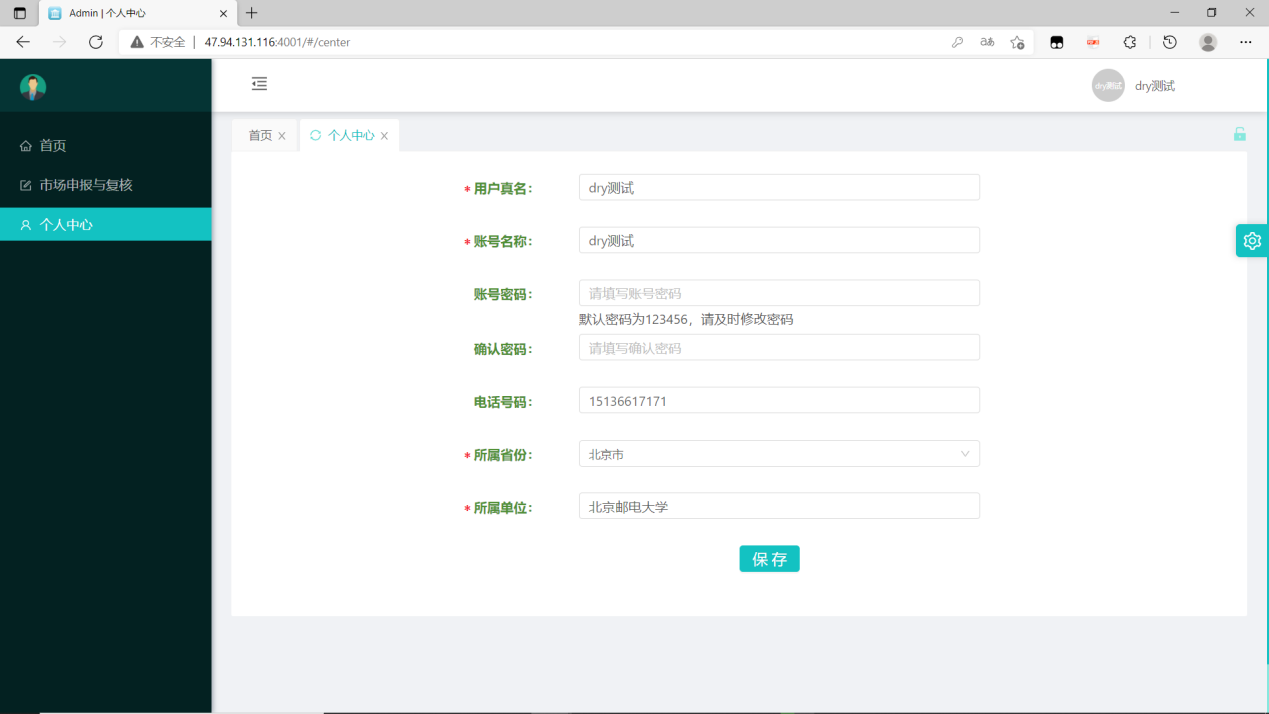 Admin | 个人中心
不安全 | 47.94.131.116:4001/#/center
dry测试 dry测试
首页
市场申报与复核
个人中心
首页 个人中心
* 用户真名: dry测试
* 账号名称: dry测试
账号密码: 请填写账号密码
默认密码为123456，请及时修改密码
确认密码: 请填写确认密码
电话号码: 15136617171
* 所属省份: 北京市
* 所属单位: 北京邮电大学
保 存